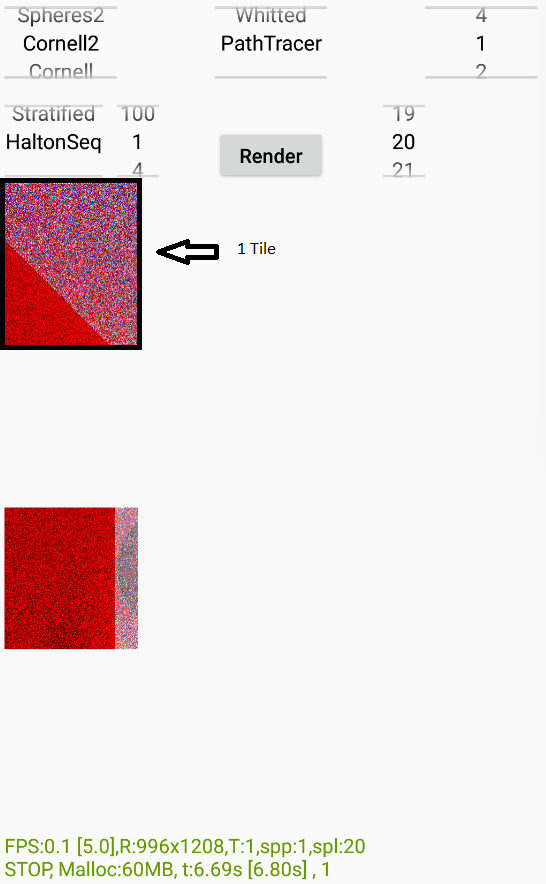 Spheres2 Whitted 4
Cornell2 PathTracer 1
Cornell 2
Stratified 100 19
HaltonSeq 1 Render 20
4 21
1 Tile
FPS:0.1 [5.0],R:996x1208,T:1,spp:1,spl:20
STOP, Malloc:60MB, t:6.69s [6.80s] , 1